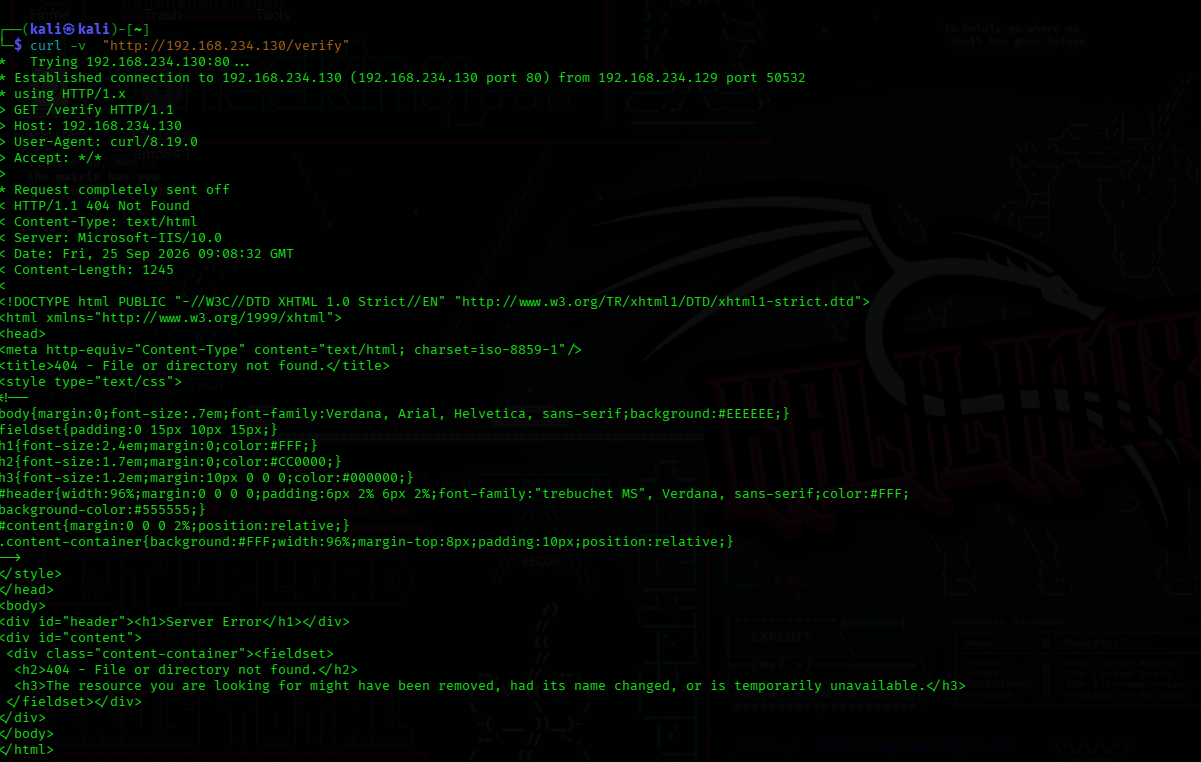 Home Trash Tools
┌──(kali㉿kali)-[~]
└─$ curl -v "http://192.168.234.130/verify"
* Trying 192.168.234.130:80...
* Established connection to 192.168.234.130 (192.168.234.130 port 80) from 192.168.234.129 port 50532
* using HTTP/1.x
> GET /verify HTTP/1.1
> Host: 192.168.234.130
> User-Agent: curl/8.19.0
> Accept: */*
>
* Request completely sent off
< HTTP/1.1 404 Not Found
< Content-Type: text/html
< Server: Microsoft-IIS/10.0
< Date: Fri, 25 Sep 2026 09:08:32 GMT
< Content-Length: 1245
<
<!DOCTYPE html PUBLIC "-//W3C//DTD XHTML 1.0 Strict//EN" "http://www.w3.org/TR/xhtml1/DTD/xhtml1-strict.dtd">
<html xmlns="http://www.w3.org/1999/xhtml">
<head>
<meta http-equiv="Content-Type" content="text/html; charset=iso-8859-1"/>
<title>404 - File or directory not found.</title>
<style type="text/css">
<!--
body{margin:0;font-size:.7em;font-family:Verdana, Arial, Helvetica, sans-serif;background:#EEEEEE;}
fieldset{padding:0 15px 10px 15px;}
h1{font-size:2.4em;margin:0;color:#FFF;}
h2{font-size:1.7em;margin:0;color:#CC0000;}
h3{font-size:1.2em;margin:10px 0 0 0;color:#000000;}
#header{width:96%;margin:0 0 0 0;padding:6px 2% 6px 2%;font-family:"trebuchet MS", Verdana, sans-serif;color:#FFF;
background-color:#555555;}
#content{margin:0 0 0 2%;position:relative;}
.content-container{background:#FFF;width:96%;margin-top:8px;padding:10px;position:relative;}
-->
</style>
</head>
<body>
<div id="header"><h1>Server Error</h1></div>
<div id="content">
<div class="content-container"><fieldset>
<h2>404 - File or directory not found.</h2>
<h3>The resource you are looking for might have been removed, had its name changed, or is temporarily unavailable.</h3>
</fieldset></div>
</div>
</body>
</html>
the matrix has you
RECON
EXPLOIT